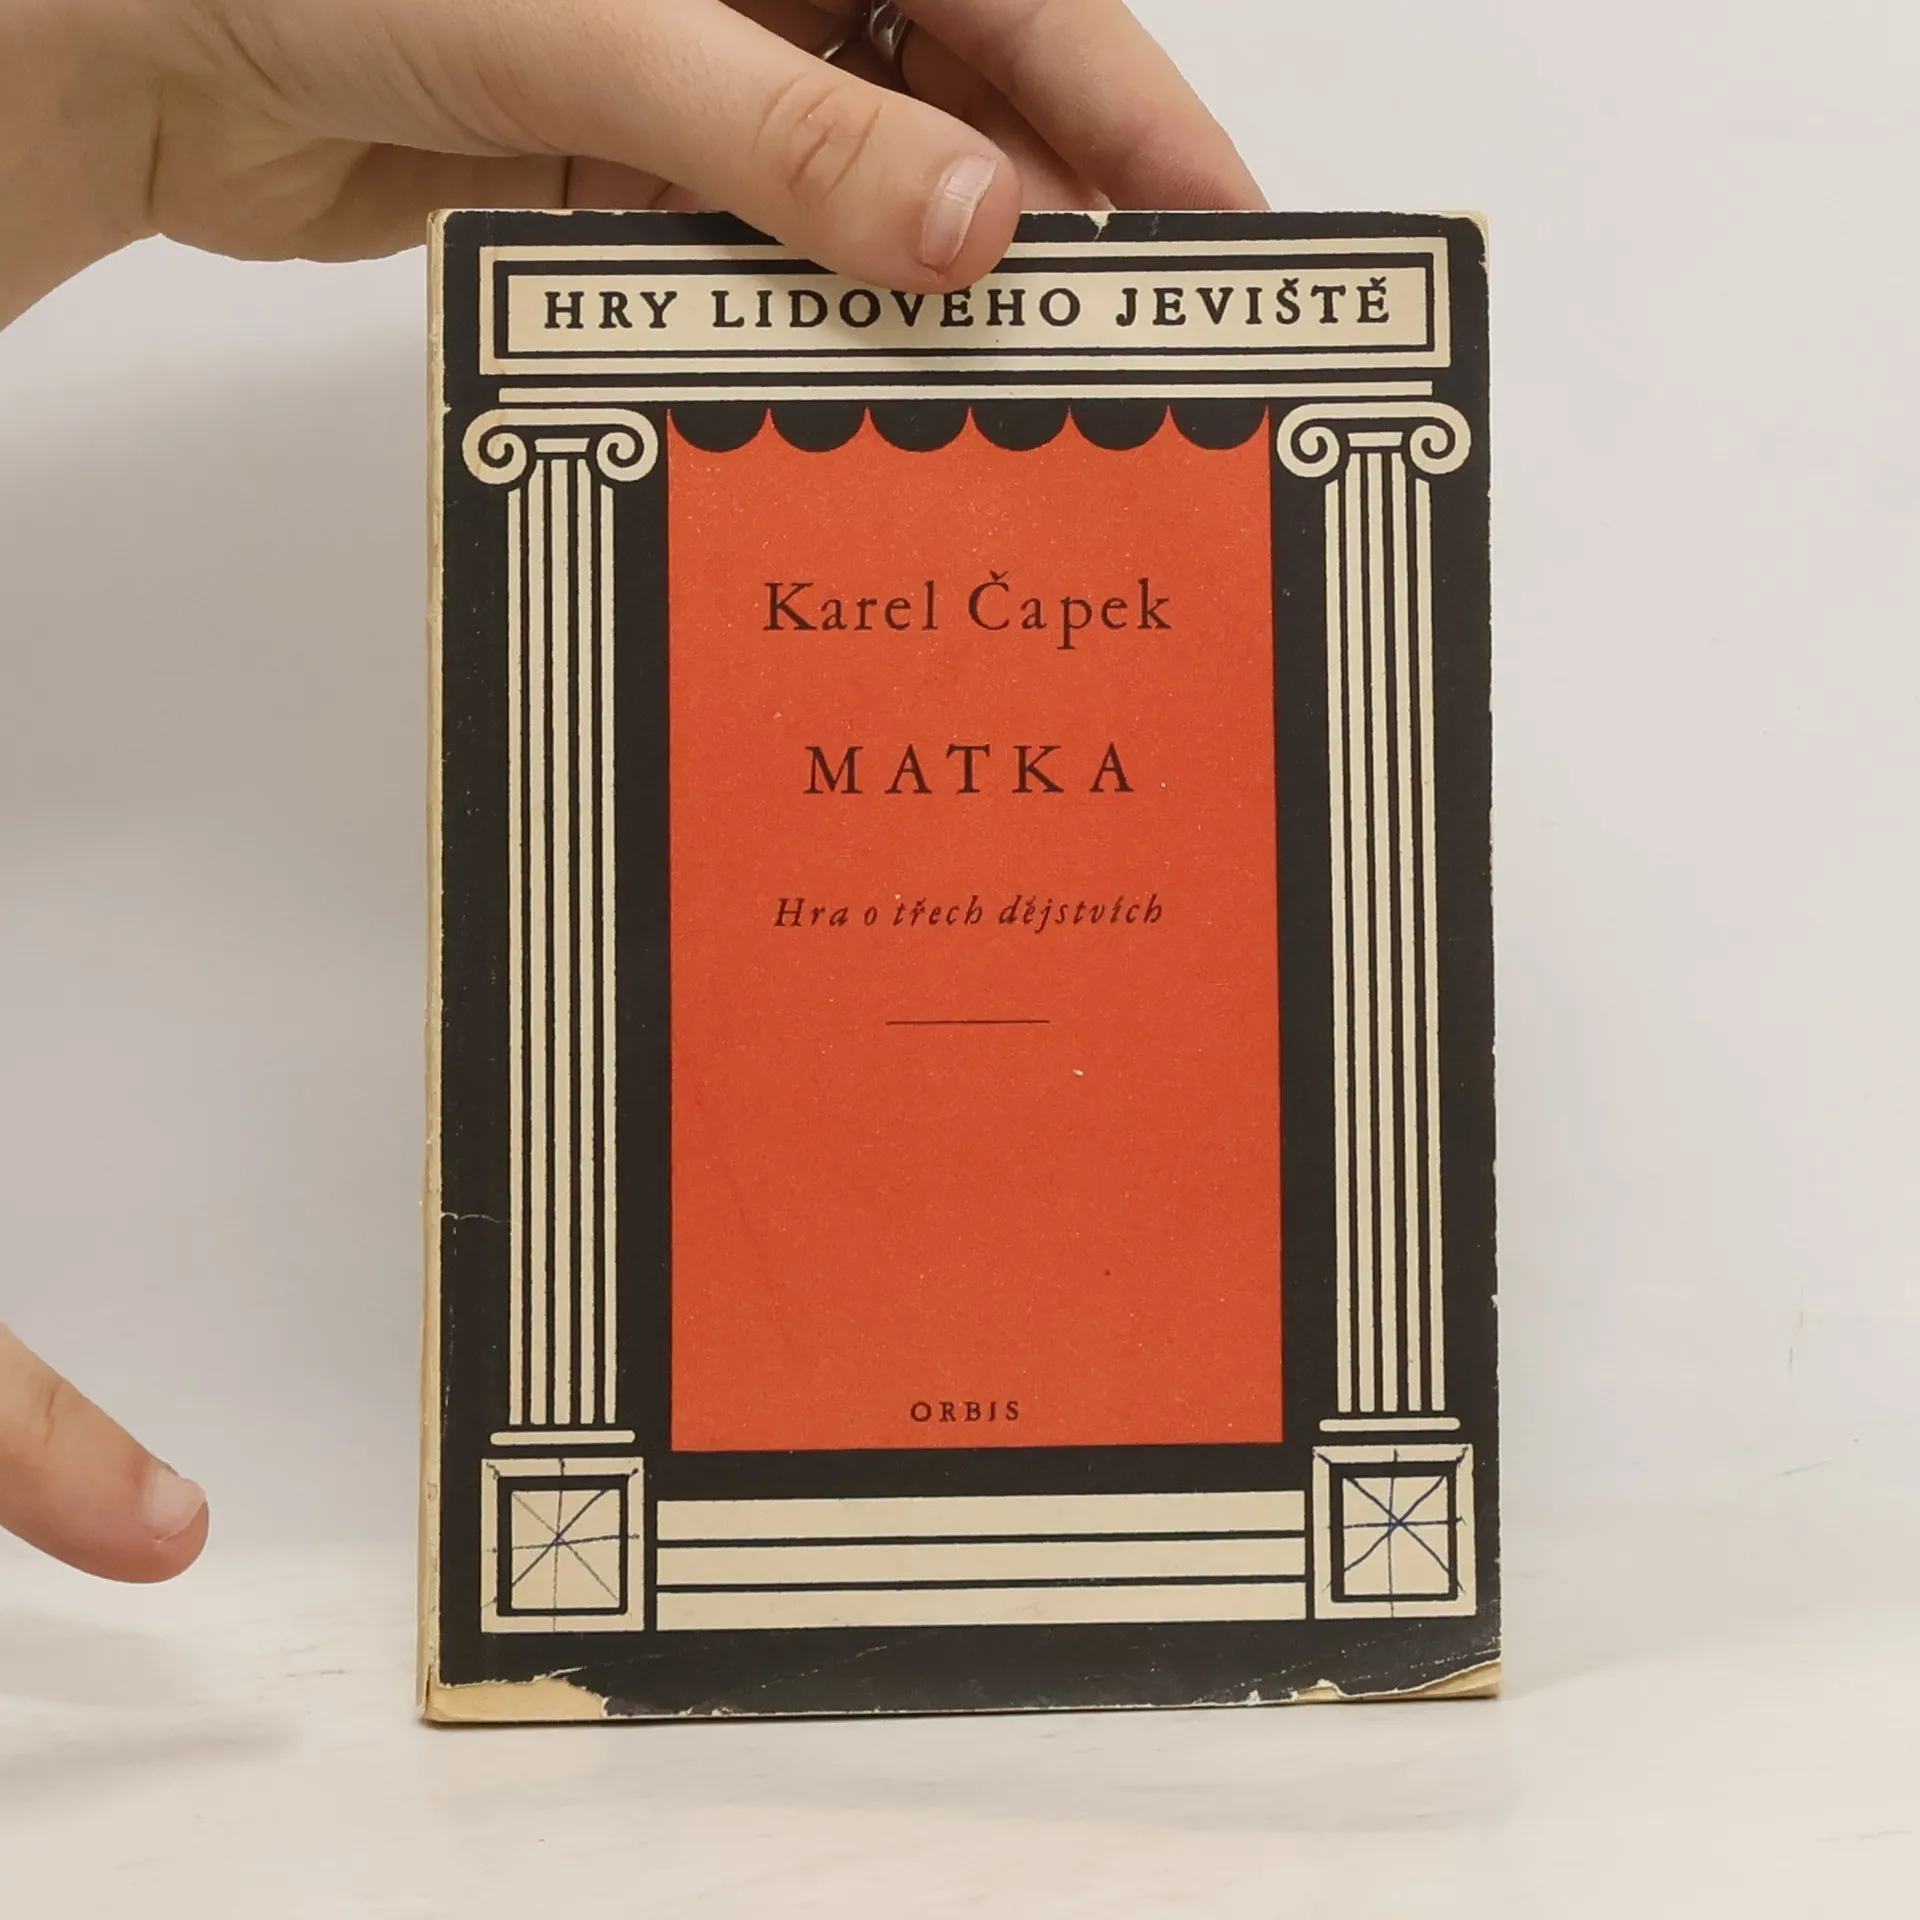 HRY LIDOVÉHO JEVIŠTĚ
Karel Čapek
MATKA
Hra o třech dějstvích
ORBIS